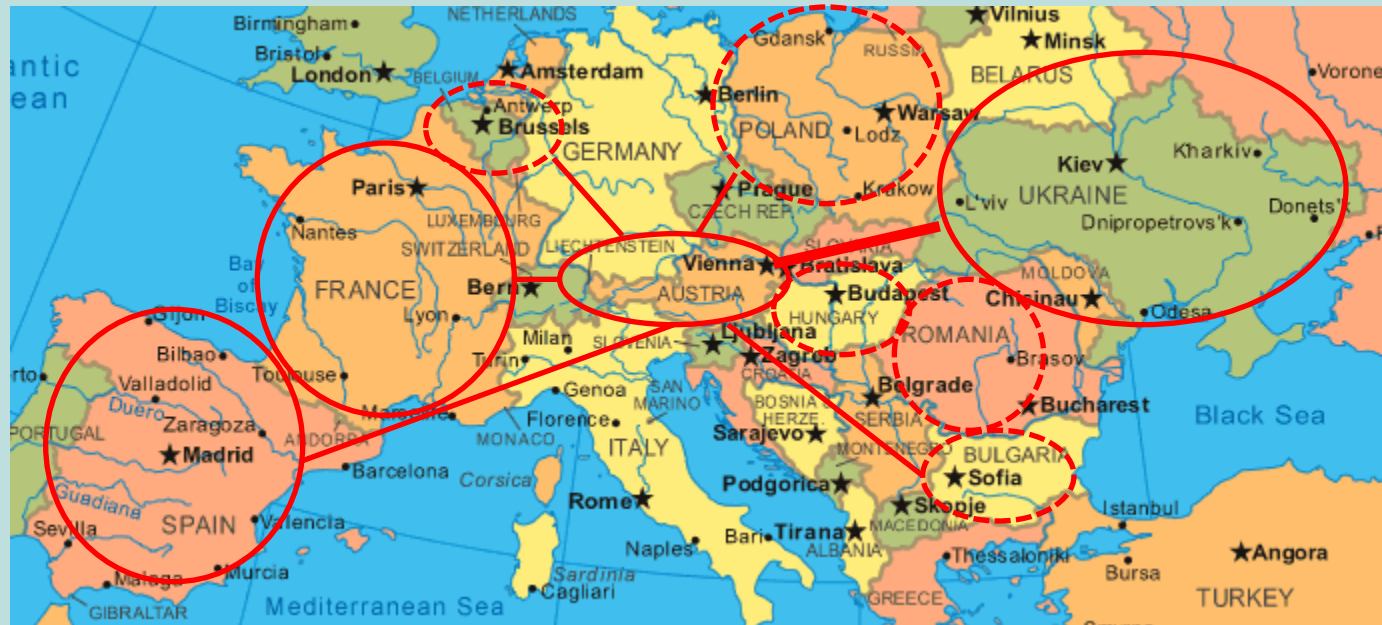 NETHERLANDS
Birmingham
Vilnius
Gdansk
Minsk
RUSSIA
Bristol
London
BELGIUM
Amsterdam
BELARUS
Vorone
antic
ean
Antwerp
Berlin
Brussels
Warsaw
POLAND
Lodz
GERMANY
Kharkiv
Kiev
Paris
Prague
Krakow
UKRAINE
CZECH REP.
L'viv
Donets'k
Dnipropetrovs'k
LUXEMBOURG
Nantes
SWITZERLAND
LIECHTENSTEIN
SLOVAKIA
Vienna
Bratislava
MOLDOVA
Ba
of
Biscay
FRANCE
Bern
AUSTRIA
Budapest
Chisinau
Lyon
HUNGARY
Odesa
Gijon
Ljubljana
ROMANIA
Milan
SLOVENIA
Bilbao
Turin
Zagreb
Brasov
erto
Toulouse
CROATIA
Valladolid
Genoa
SAN
MARINO
Belgrade
Duero
BOSNIA
HERZE
Bucharest
Marseille
Florence
SERBIA
Black Sea
Zaragoza
PORTUGAL
ANDORRA
MONACO
ITALY
Sarajevo
MONTENEGRO
BULGARIA
Madrid
Barcelona
Corsica
Sofia
Podgorica
Guadiana
Rome
Skopje
Istanbul
SPAIN
Valencia
MACEDONIA
Sevilla
Bari
Tirana
Naples
ALBANIA
Thessaloniki
Angora
Malaga
Murcia
Sardinia
Bursa
Cagliari
GREECE
TURKEY
GIBRALTAR
Mediterranean Sea